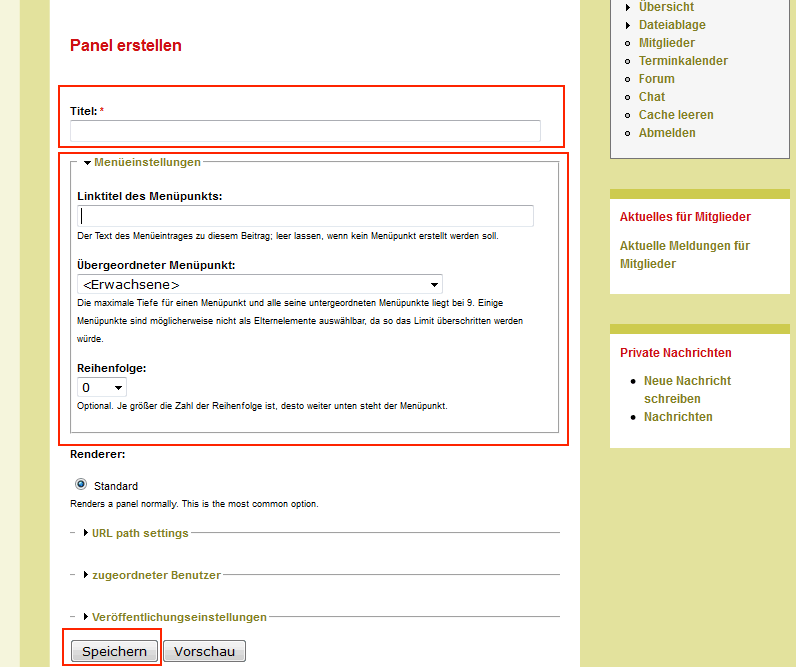 Panel erstellen
Titel: *
Menüeinstellungen
Linktitel des Menüpunkts:
Der Text des Menüeintrages zu diesem Beitrag; leer lassen, wenn kein Menüpunkt erstellt werden soll.
Übergeordneter Menüpunkt:
<Erwachsene>
Die maximale Tiefe für einen Menüpunkt und alle seine untergeordneten Menüpunkte liegt bei 9. Einige
Menüpunkte sind möglicherweise nicht als Elternelemente auswählbar, da so das Limit überschritten werden
würde.
Reihenfolge:
0
Optional. Je größer die Zahl der Reihenfolge ist, desto weiter unten steht der Menüpunkt.
Renderer:
Standard
Renders a panel normally. This is the most common option.
URL path settings
zugeordneter Benutzer
Veröffentlichungseinstellungen
Speichern Vorschau
Übersicht
Dateiablage
Mitglieder
Terminkalender
Forum
Chat
Cache leeren
Abmelden
Aktuelles für Mitglieder
Aktuelle Meldungen für
Mitglieder
Private Nachrichten
Neue Nachricht
schreiben
Nachrichten